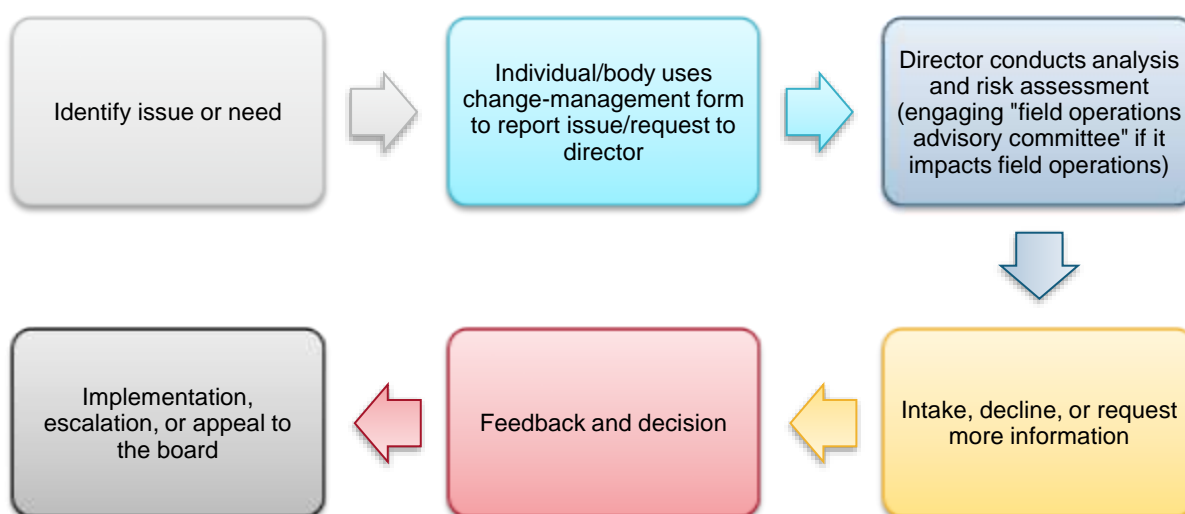 Identify issue or need
Individual/body uses
change-management form
to report issue/request to
director
Director conducts analysis
and risk assessment
(engaging "field operations
advisory committee" if it
impacts field operations)
Intake, decline, or request
more information
Feedback and decision
Implementation,
escalation, or appeal to
the board